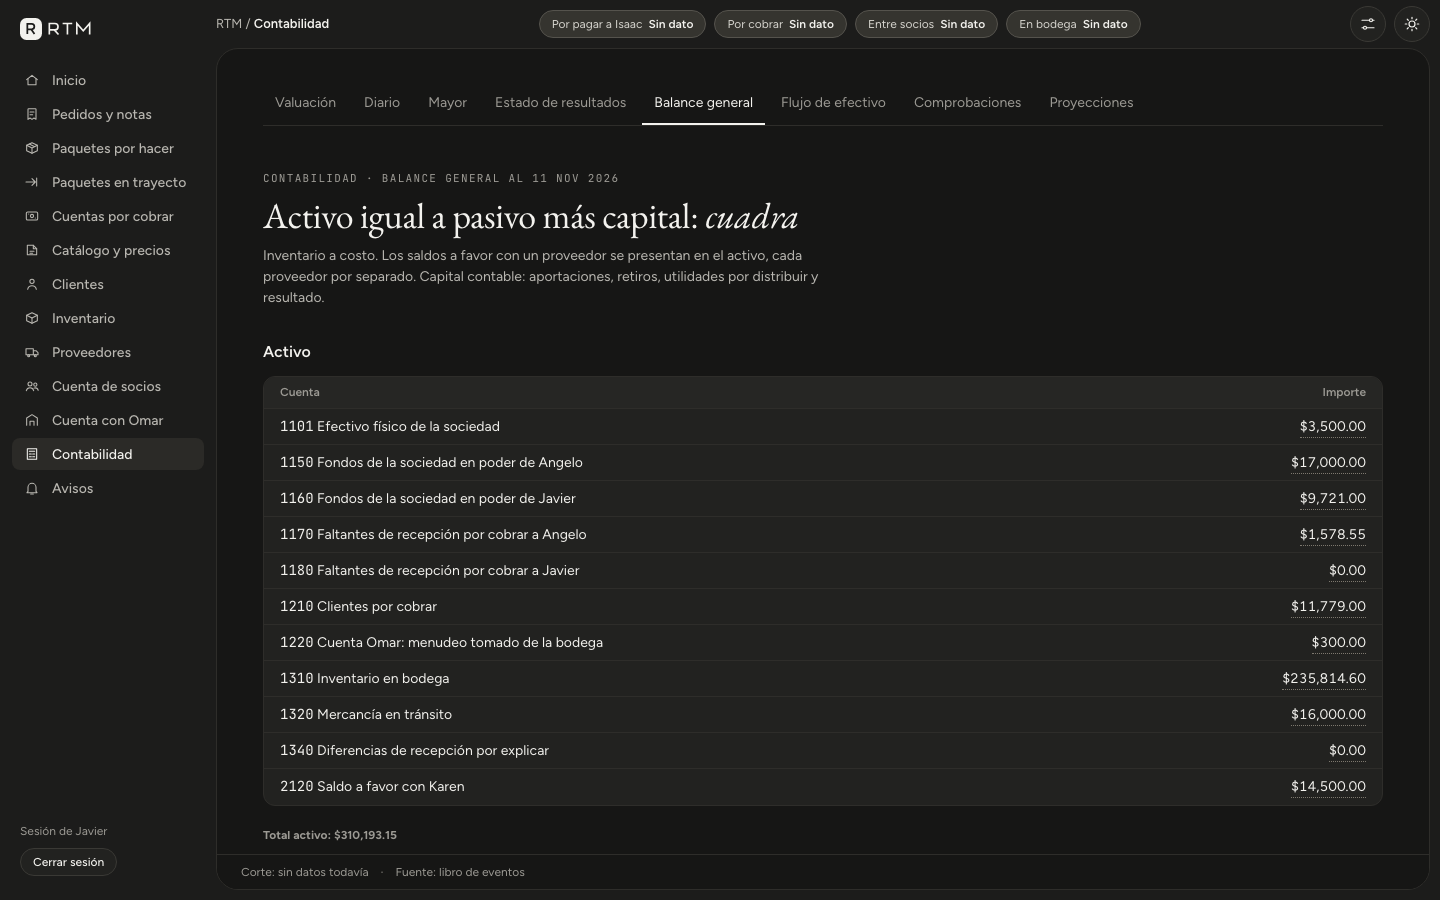 R RTM
RTM / Contabilidad
Por pagar a Isaac Sin dato
Por cobrar Sin dato
Entre socios Sin dato
En bodega Sin dato
Inicio
Pedidos y notas
Paquetes por hacer
Paquetes en trayecto
Cuentas por cobrar
Catálogo y precios
Clientes
Inventario
Proveedores
Cuenta de socios
Cuenta con Omar
Contabilidad
Avisos
Sesión de Javier
Cerrar sesión
Valuación Diario Mayor Estado de resultados Balance general Flujo de efectivo Comprobaciones Proyecciones
CONTABILIDAD · BALANCE GENERAL AL 11 NOV 2026
Activo igual a pasivo más capital: cuadra
Inventario a costo. Los saldos a favor con un proveedor se presentan en el activo, cada
proveedor por separado. Capital contable: aportaciones, retiros, utilidades por distribuir y
resultado.
Activo
Cuenta Importe
1101 Efectivo físico de la sociedad $3,500.00
1150 Fondos de la sociedad en poder de Angelo $17,000.00
1160 Fondos de la sociedad en poder de Javier $9,721.00
1170 Faltantes de recepción por cobrar a Angelo $1,578.55
1180 Faltantes de recepción por cobrar a Javier $0.00
1210 Clientes por cobrar $11,779.00
1220 Cuenta Omar: menudeo tomado de la bodega $300.00
1310 Inventario en bodega $235,814.60
1320 Mercancía en tránsito $16,000.00
1340 Diferencias de recepción por explicar $0.00
2120 Saldo a favor con Karen $14,500.00
Total activo: $310,193.15
Corte: sin datos todavía · Fuente: libro de eventos